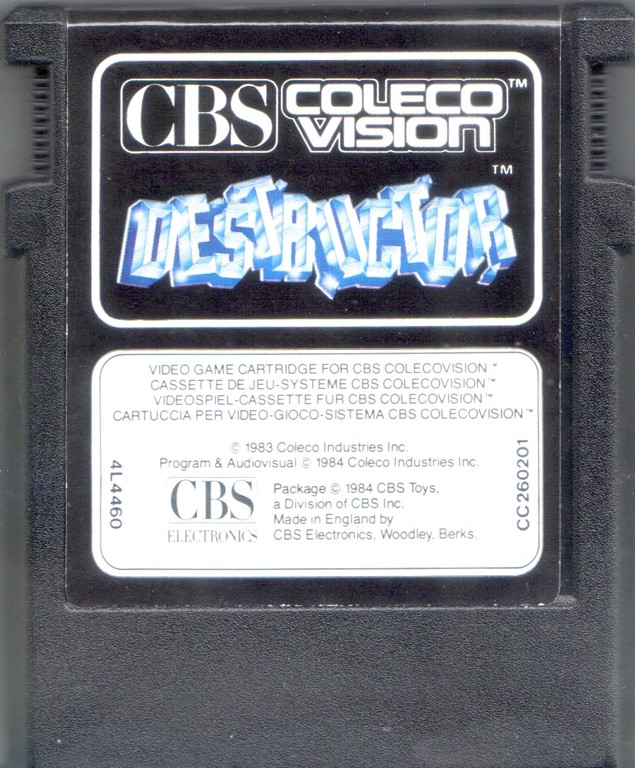 CBS COLECO VISION™
DESTRUCTOR™
VIDEO GAME CARTRIDGE FOR CBS COLECOVISION™
CASSETTE DE JEU-SYSTEME CBS COLECOVISION™
VIDEOSPIEL-CASSETTE FÜR CBS COLECOVISION™
CARTUCCIA PER VIDEO-GIOCO-SISTEMA CBS COLECOVISION™
© 1983 Coleco Industries Inc.
Program & Audiovisual © 1984 Coleco Industries Inc.
4L4460
CBS
ELECTRONICS
Package © 1984 CBS Toys,
a Division of CBS Inc.
Made in England by
CBS Electronics, Woodley, Berks.
CC260201